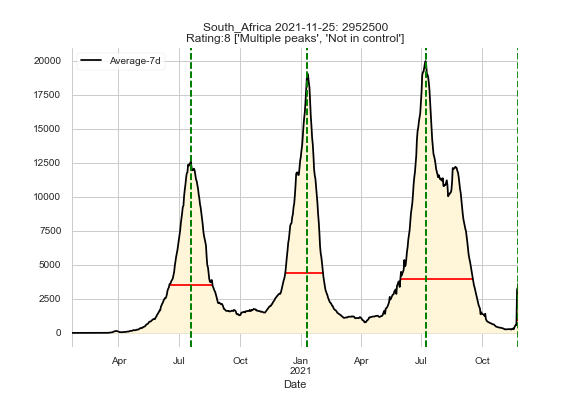 South_Africa 2021-11-25: 2952500
Rating:8 ['Multiple peaks', 'Not in control']
Average-7d
20000
17500
15000
12500
10000
7500
5000
2500
0
Apr Jul Oct Jan Apr Jul Oct
2021
Date